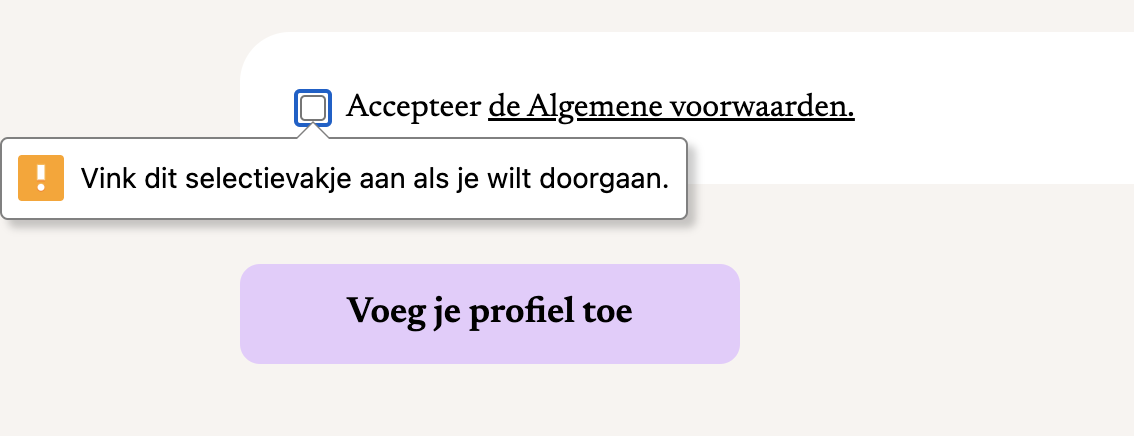 Accepteer de Algemene voorwaarden.
Vink dit selectievakje aan als je wilt doorgaan.
Voeg je profiel toe